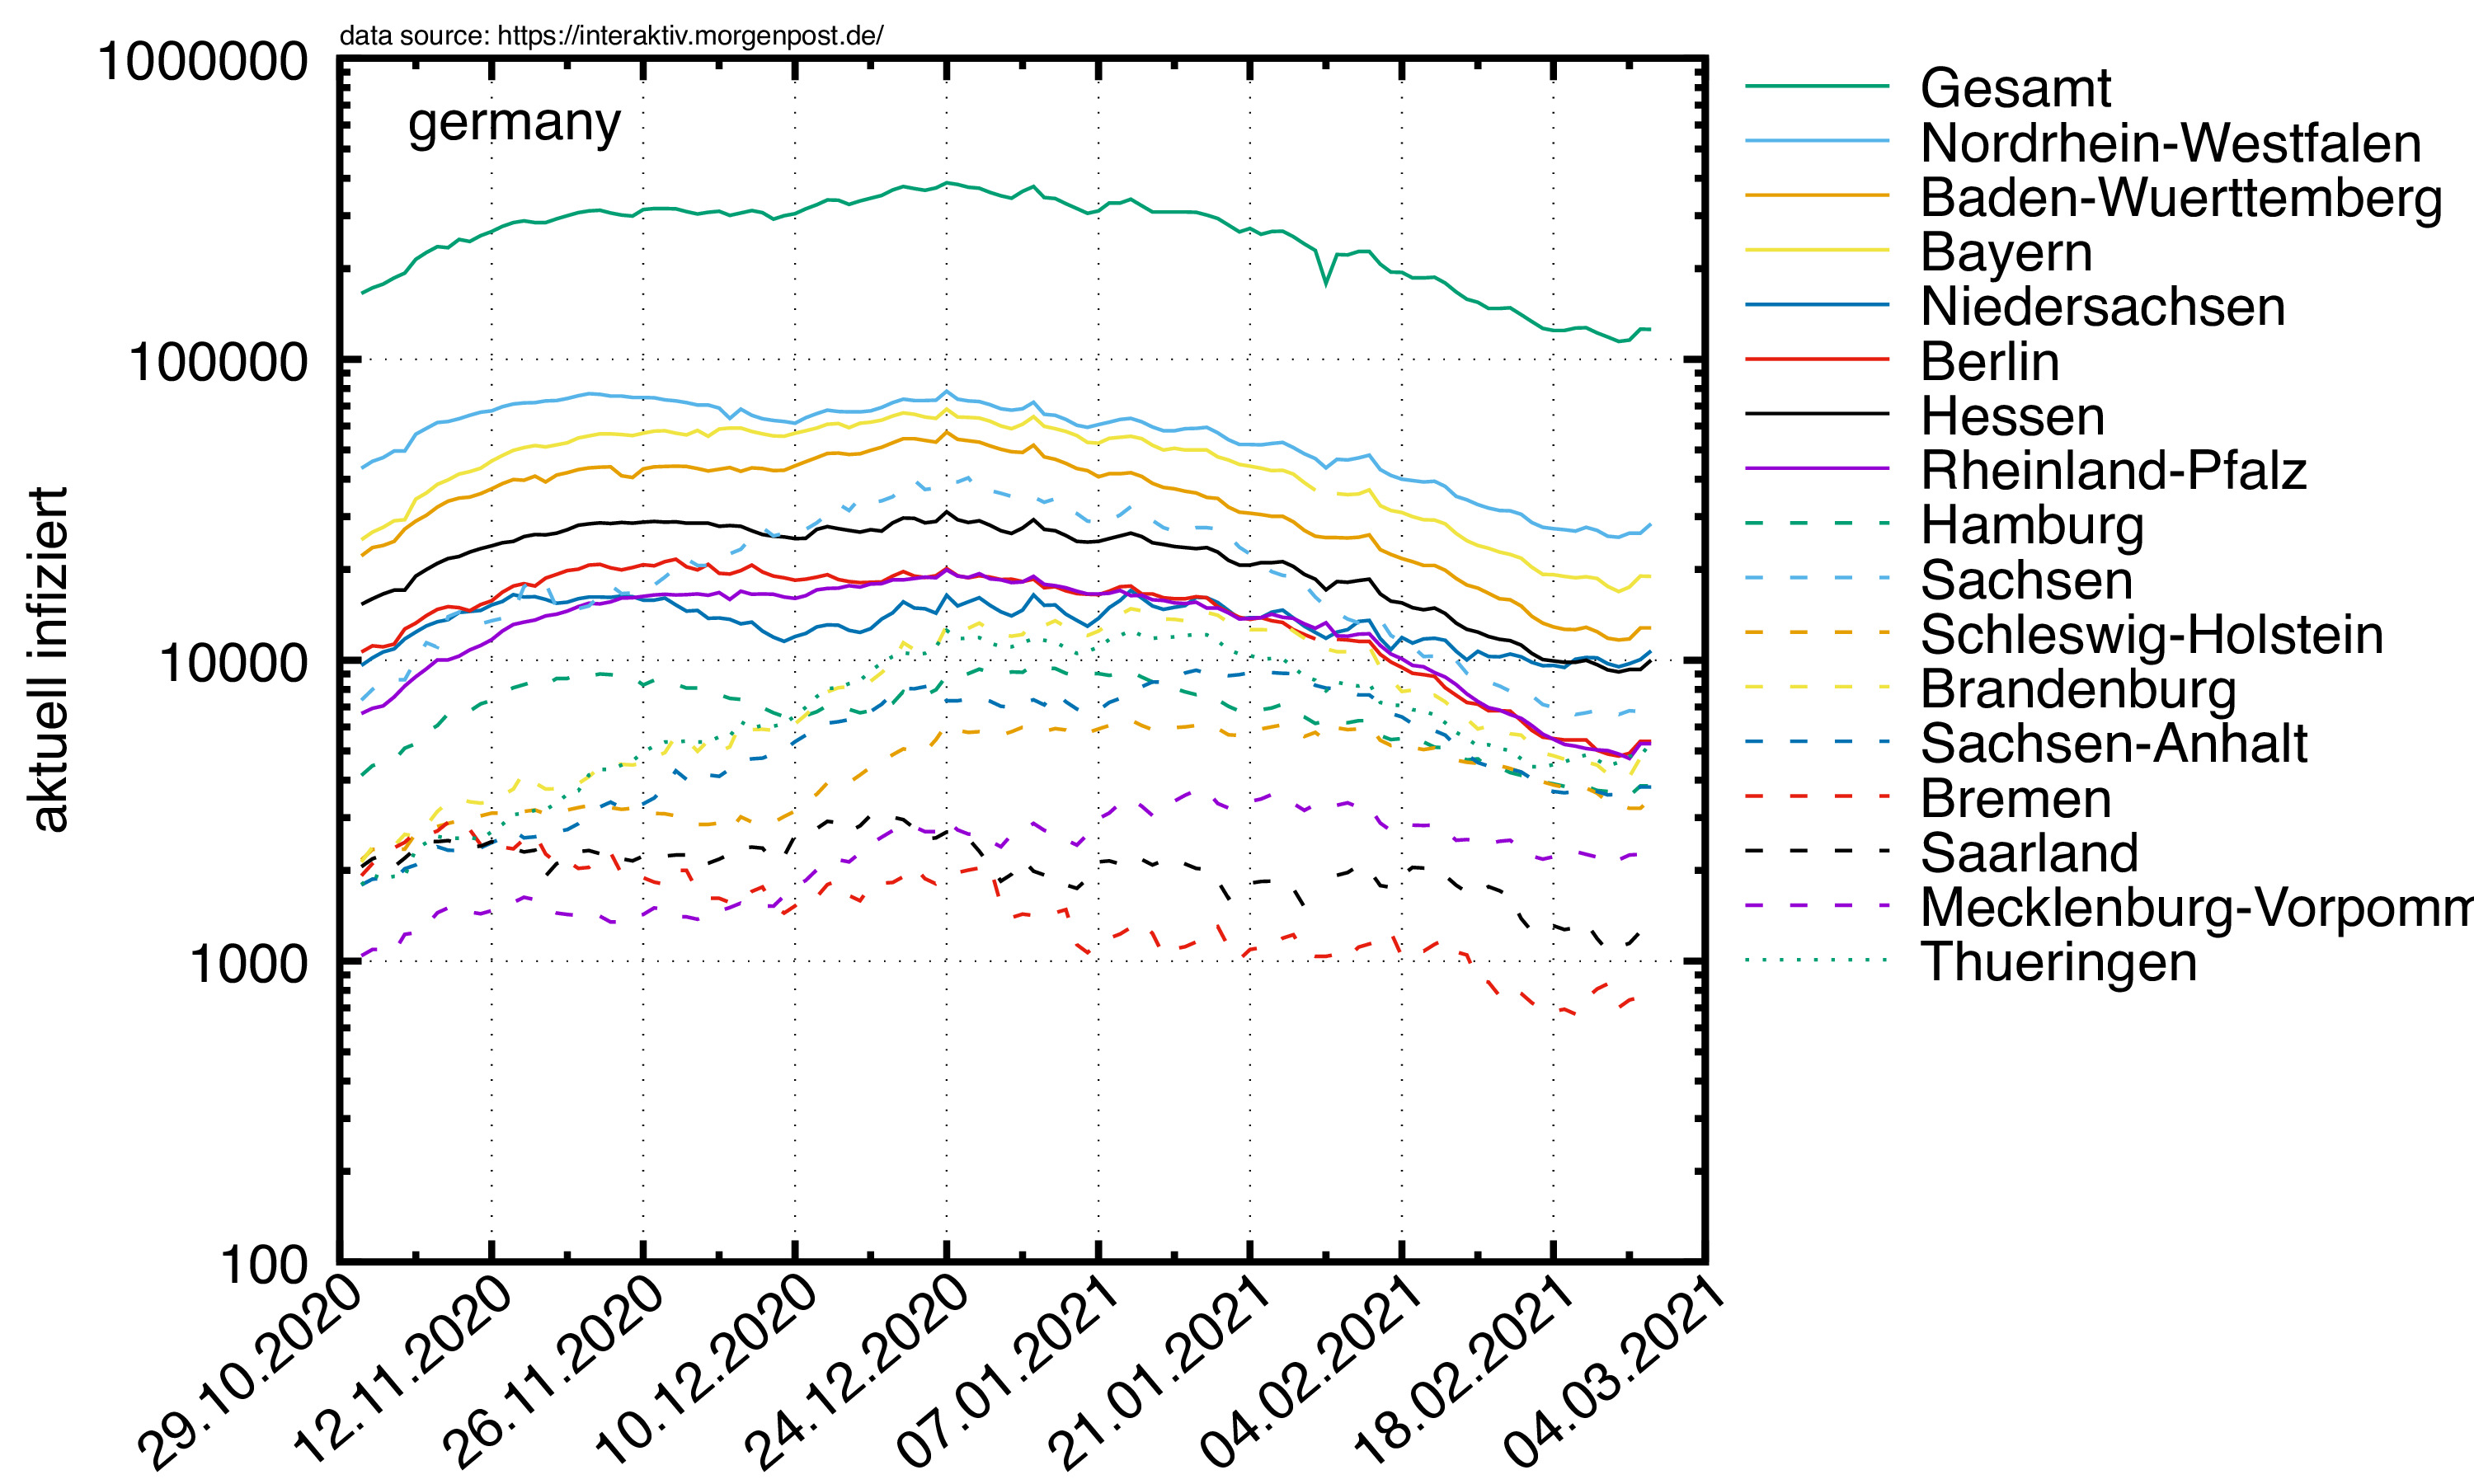 data source: https://interaktiv.morgenpost.de/
germany
aktuell infiziert
1000000
100000
10000
1000
100
29.10.2020
12.11.2020
26.11.2020
10.12.2020
24.12.2020
07.01.2021
21.01.2021
04.02.2021
18.02.2021
04.03.2021
Gesamt
Nordrhein-Westfalen
Baden-Wuerttemberg
Bayern
Niedersachsen
Berlin
Hessen
Rheinland-Pfalz
Hamburg
Sachsen
Schleswig-Holstein
Brandenburg
Sachsen-Anhalt
Bremen
Saarland
Mecklenburg-Vorpomm
Thueringen